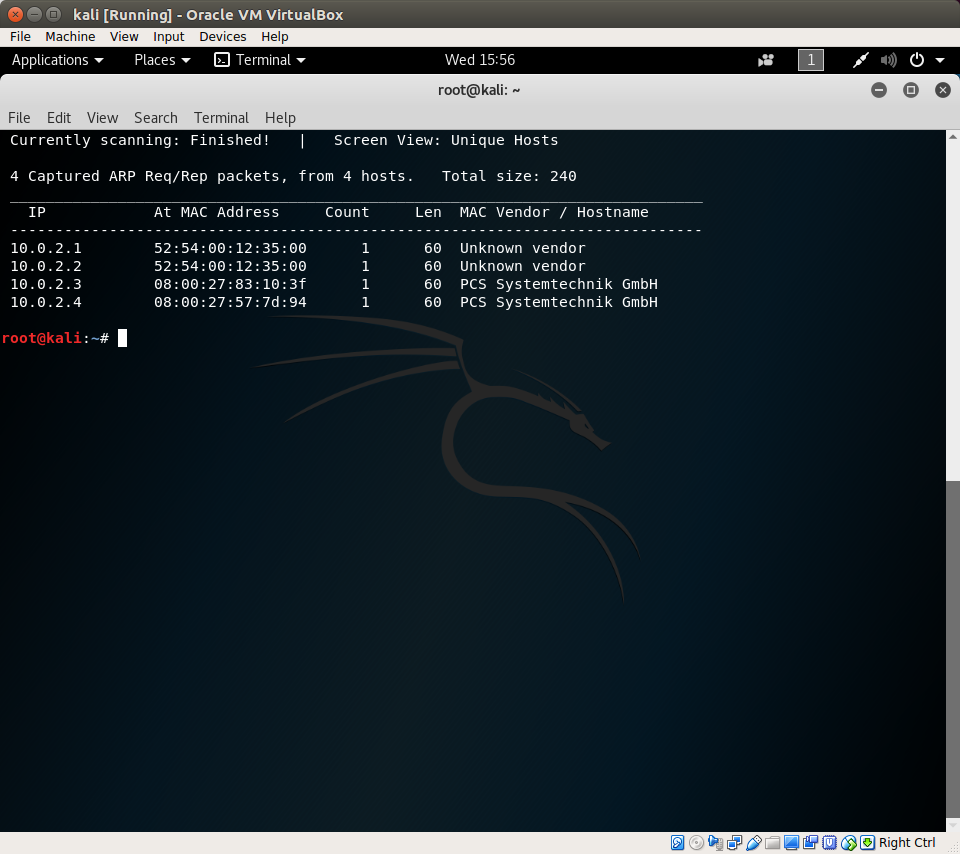 kali [Running] - Oracle VM VirtualBox
File Machine View Input Devices Help
Applications Places Terminal Wed 15:56 1
root@kali: ~
File Edit View Search Terminal Help
Currently scanning: Finished! | Screen View: Unique Hosts
4 Captured ARP Req/Rep packets, from 4 hosts. Total size: 240
_____________________________________________________________________________
IP At MAC Address Count Len MAC Vendor / Hostname
-----------------------------------------------------------------------------
10.0.2.1 52:54:00:12:35:00 1 60 Unknown vendor
10.0.2.2 52:54:00:12:35:00 1 60 Unknown vendor
10.0.2.3 08:00:27:83:10:3f 1 60 PCS Systemtechnik GmbH
10.0.2.4 08:00:27:57:7d:94 1 60 PCS Systemtechnik GmbH
root@kali:~#
Right Ctrl